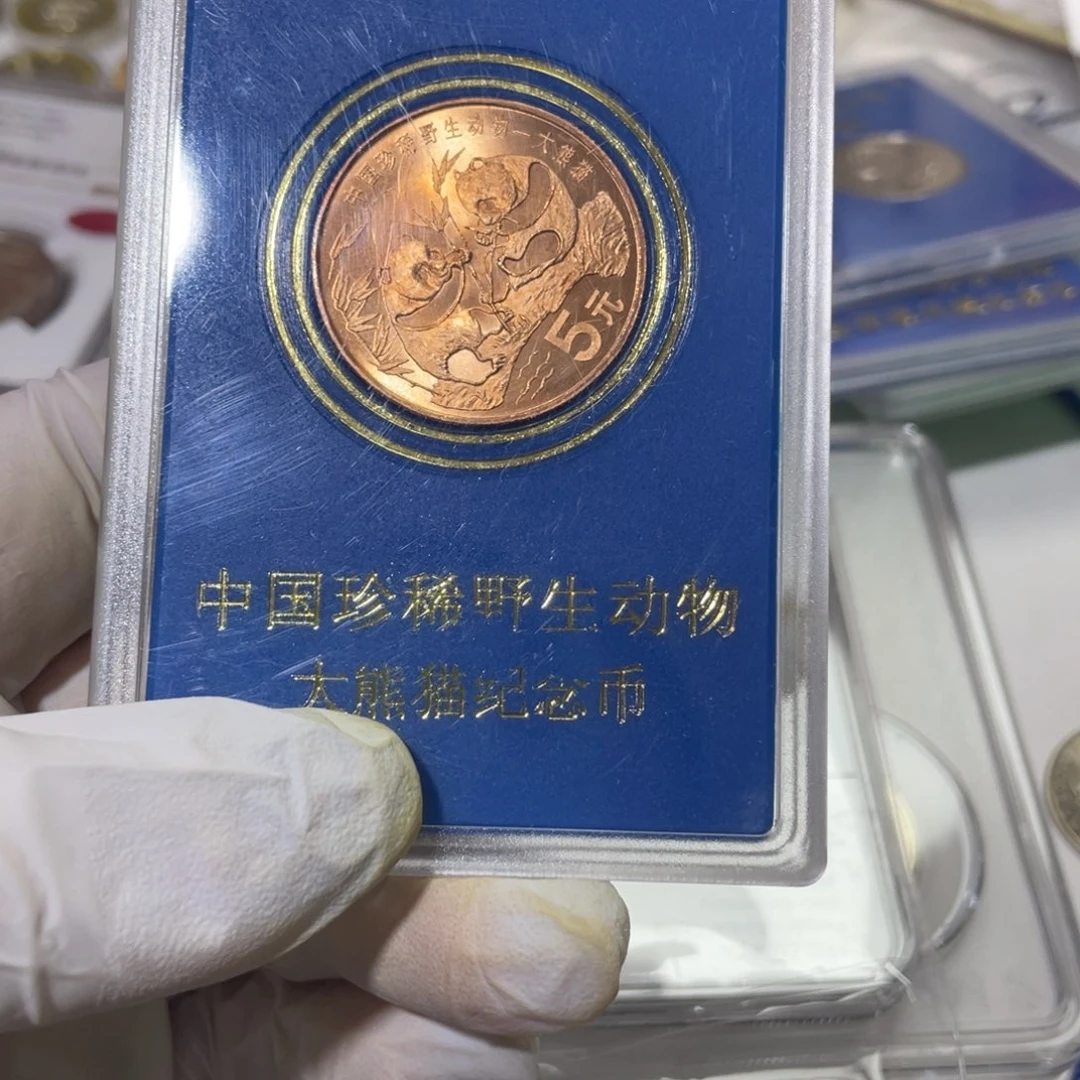 中国珍稀野生动物—大熊猫
5元
中国珍稀野生动物
大熊猫纪念币